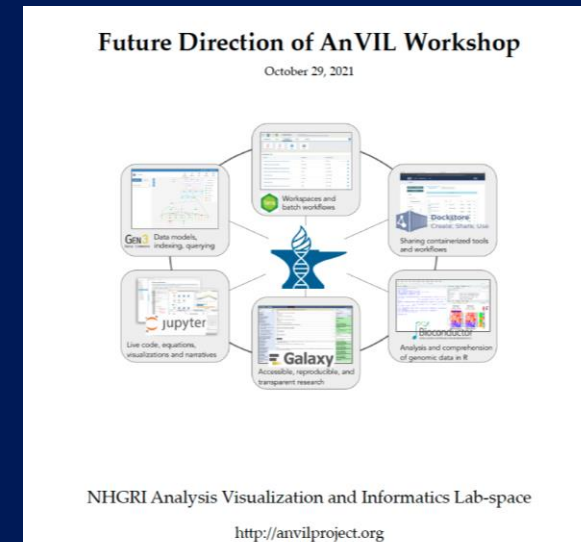 Future Direction of AnVIL Workshop
October 29, 2021
Workspaces and
batch workflows
GEN3
Data models,
indexing, querying
Dockstore
Create. Share. Use.
Sharing containerized tools
and workflows
jupyter
Live code, equations,
visualizations and narratives
Galaxy
Accessible, reproducible, and
transparent research
Bioconductor
Analysis and comprehension
of genomic data in R
NHGRI Analysis Visualization and Informatics Lab-space
http://anvilproject.org